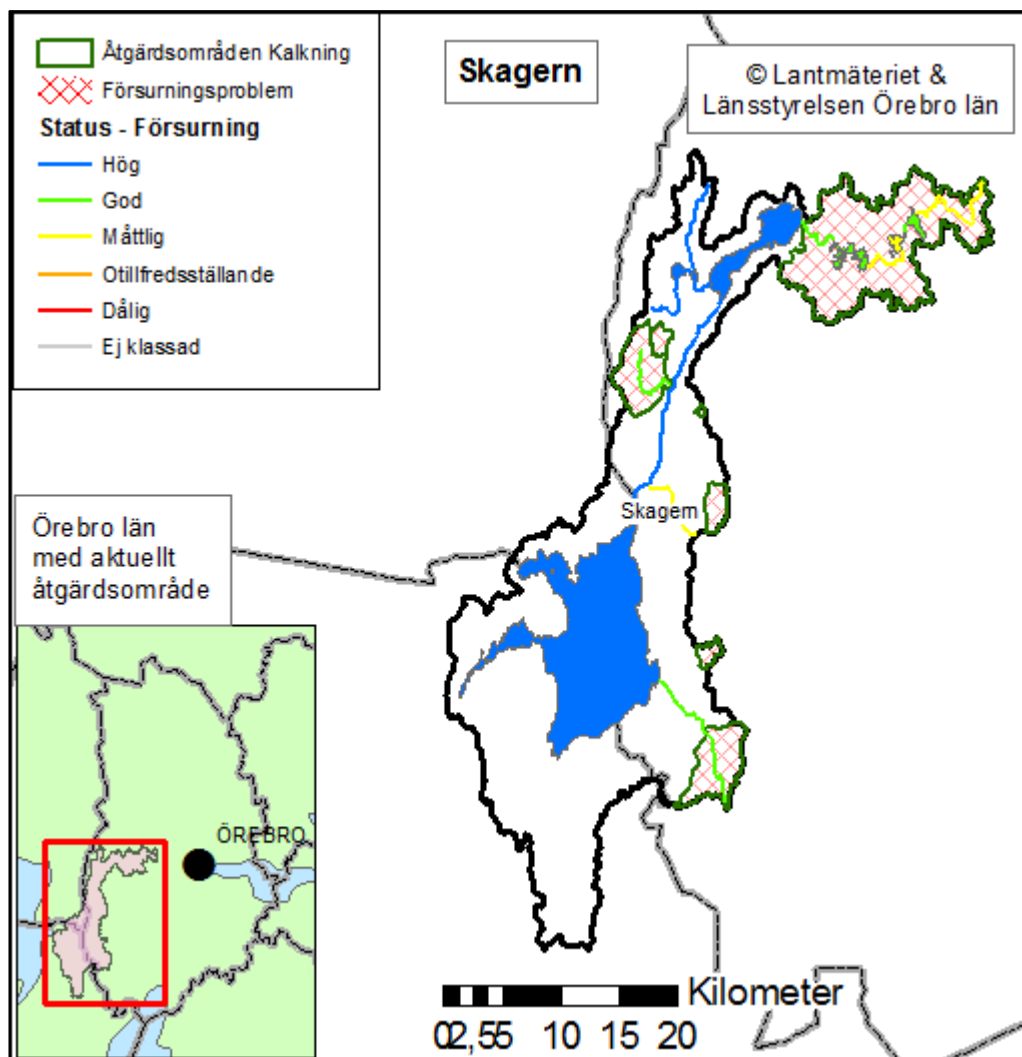 Åtgärdsområden Kalkning
Försurningsproblem
Status - Försurning
Hög
God
Måttlig
Otillfredsställande
Dålig
Ej klassad
Skagern
© Lantmäteriet &
Länsstyrelsen Örebro län
Skagern
Örebro län
med aktuellt
åtgärdsområde
ÖREBRO
Kilometer
02,55 10 15 20